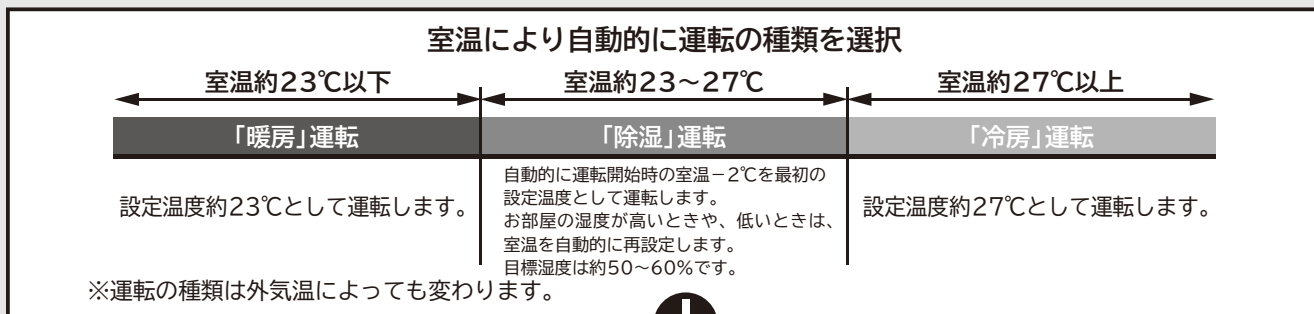 室温により自動的に運転の種類を選択
室温約23℃以下
室温約23～27℃
室温約27℃以上
「暖房」運転
「除湿」運転
「冷房」運転
設定温度約23℃として運転します。
自動的に運転開始時の室温－2℃を最初の
設定温度として運転します。
お部屋の湿度が高いときや、低いときは、
室温を自動的に再設定します。
目標湿度は約50～60%です。
設定温度約27℃として運転します。
※運転の種類は外気温によっても変わります。